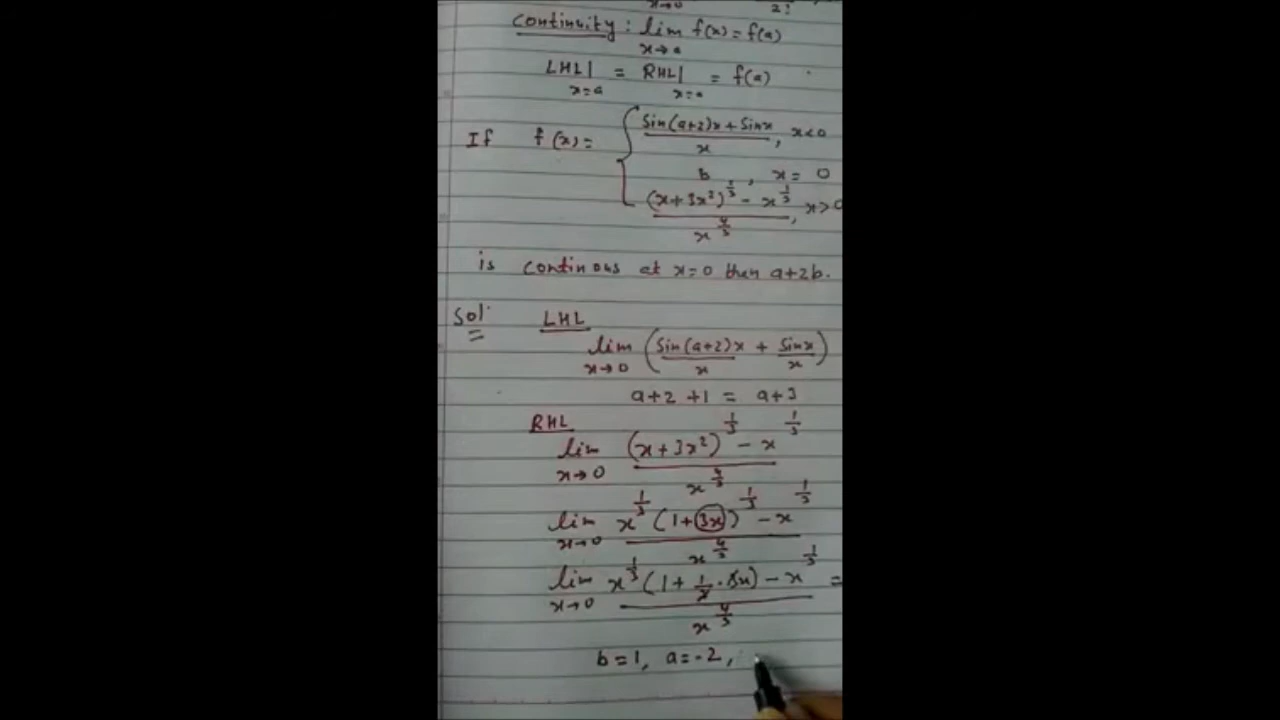 x→0 2!
Continuity : lim f(x) = f(a)
x→a
LHL| = RHL| = f(a)
x=a x=a
If f(x) = { Sin(a+2)x + Sinx / x , x<0
b , x = 0
(x+3x²)^1/3 - x^1/3 / x^4/3 , x>0
is continous at x=0 then a+2b.
Sol. LHL
lim (Sin(a+2)x / x + Sinx / x)
x→0
a+2+1 = a+3
RHL
lim (x+3x²)^1/3 - x^1/3 / x^4/3
x→0
lim x^1/3 (1+3x)^1/3 - x^1/3 / x^4/3
x→0
lim x^1/3 (1 + 1/3 · 3x) - x^1/3 / x^4/3 =
x→0
b=1, a=-2,